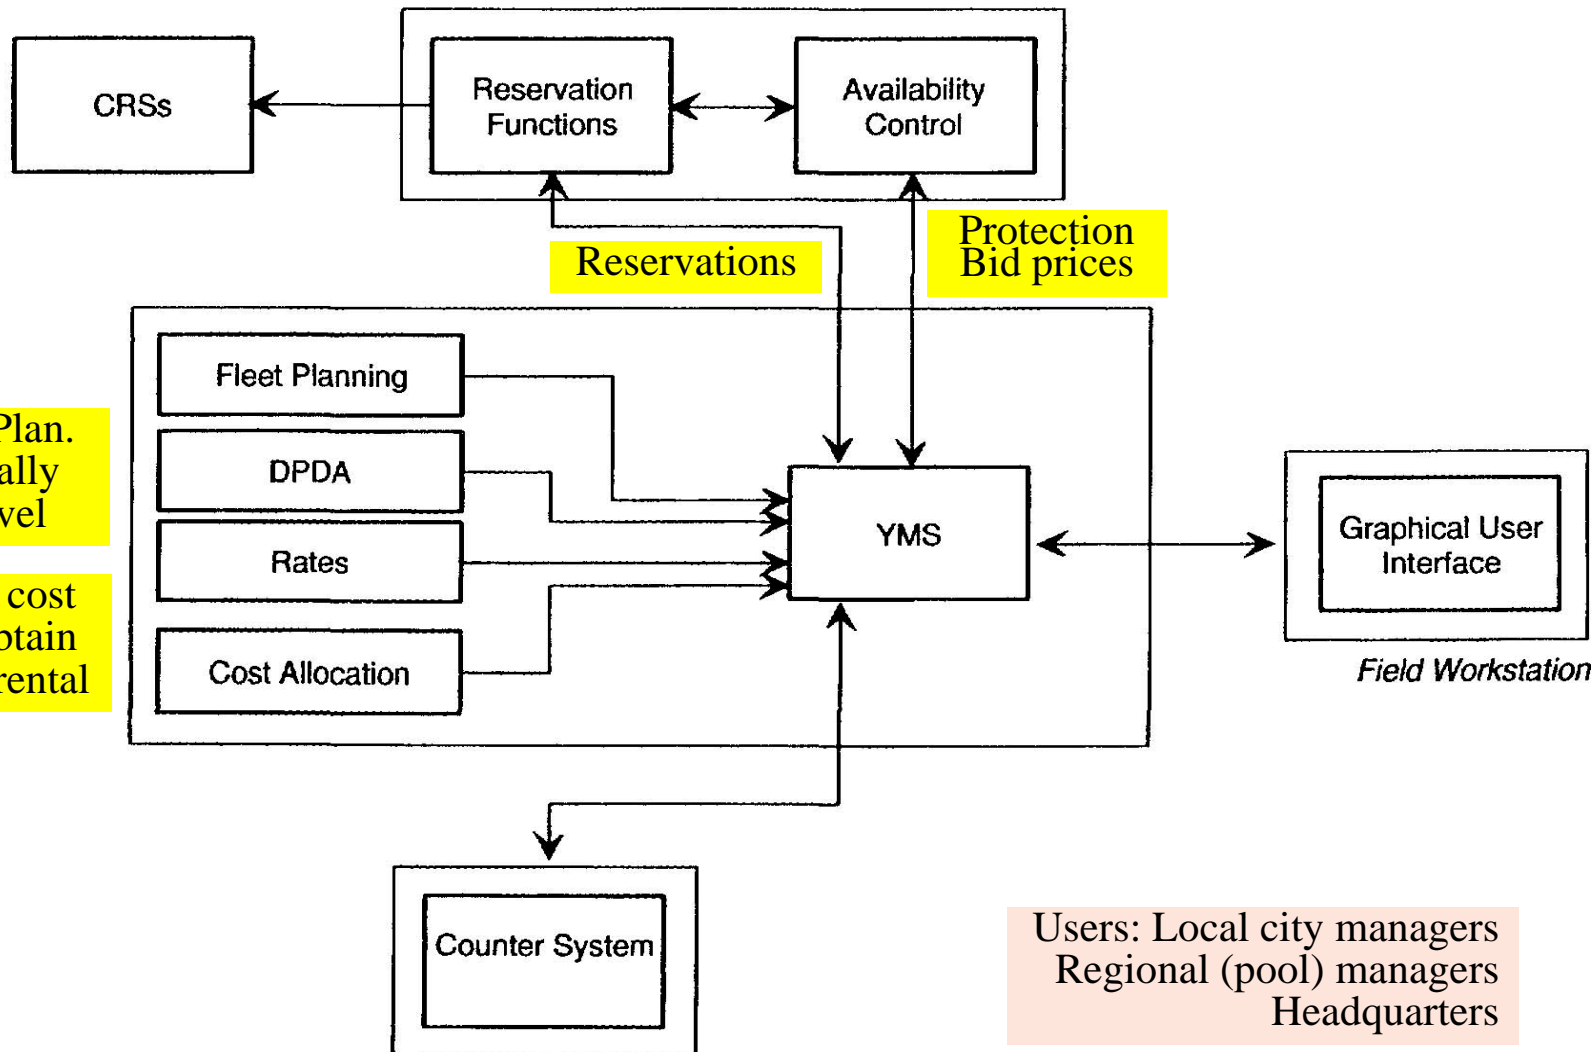 CRSs
Reservation
Functions
Availability
Control
Reservations
Protection
Bid prices
Fleet Planning
Plan.
ally
vel
DPDA
Rates
cost
btain
rental
Cost Allocation
YMS
Graphical User
Interface
Field Workstation
Counter System
Users: Local city managers
Regional (pool) managers
Headquarters